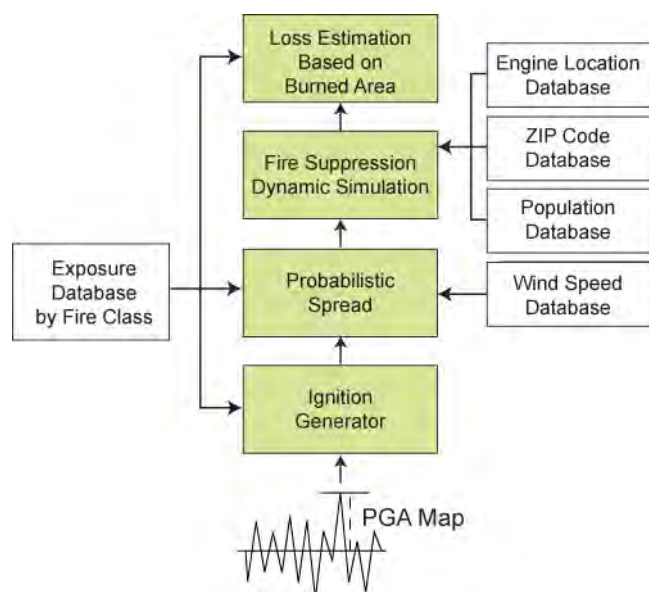 Loss Estimation
Based on
Burned Area
Engine Location
Database
Fire Suppression
Dynamic Simulation
ZIP Code
Database
Population
Database
Exposure
Database
by Fire Class
Probabilistic
Spread
Wind Speed
Database
Ignition
Generator
PGA Map